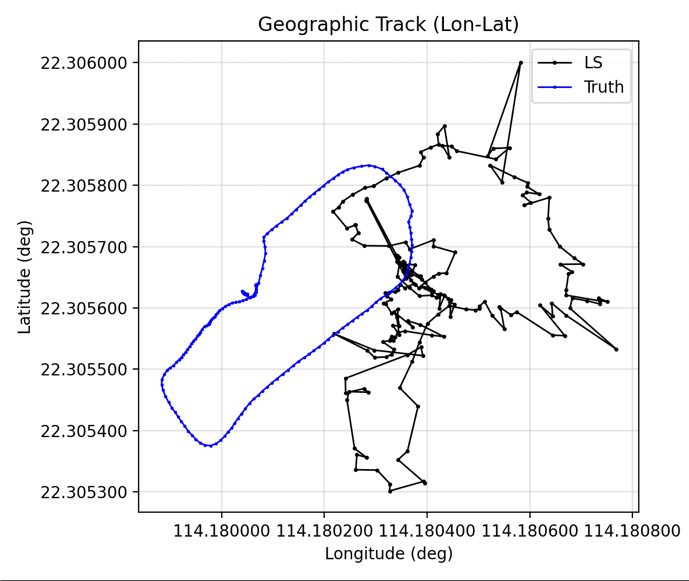 Geographic Track (Lon-Lat)
LS
Truth
Latitude (deg)
22.306000
22.305900
22.305800
22.305700
22.305600
22.305500
22.305400
22.305300
114.180000 114.180200 114.180400 114.180600 114.180800
Longitude (deg)